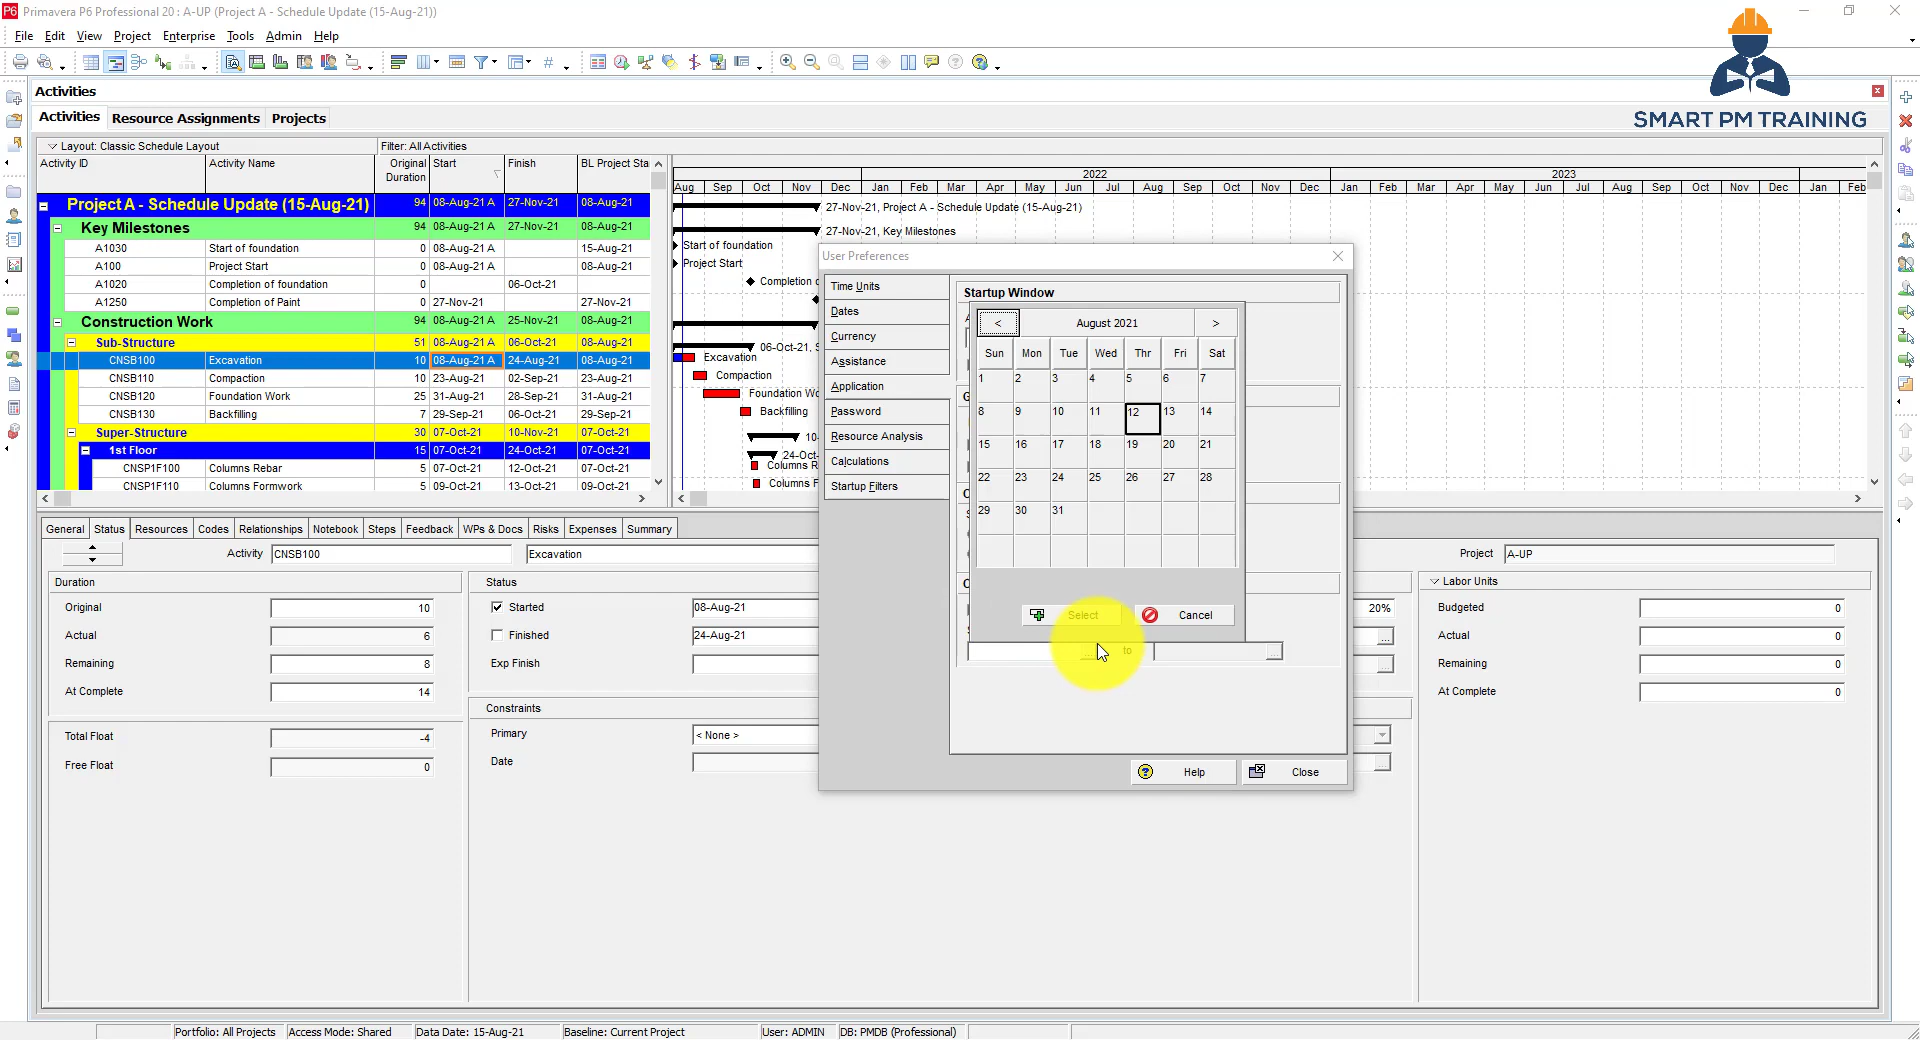 Primavera P6 Professional 20 : A-UP (Project A - Schedule Update (15-Aug-21))
File Edit View Project Enterprise Tools Admin Help
SMART PM TRAINING
Activities
Activities Resource Assignments Projects
Layout: Classic Schedule Layout Filter: All Activities
Activity ID Activity Name Original Duration Start Finish BL Project Sta
2022 2023
Aug Sep Oct Nov Dec Jan Feb Mar Apr May Jun Jul Aug Sep Oct Nov Dec Jan Feb Mar Apr May Jun Jul Aug Sep Oct Nov Dec Jan Feb
Project A - Schedule Update (15-Aug-21) 94 08-Aug-21 A 27-Nov-21 08-Aug-21 27-Nov-21, Project A - Schedule Update (15-Aug-21)
Key Milestones 94 08-Aug-21 A 27-Nov-21 08-Aug-21 27-Nov-21, Key Milestones
A1030 Start of foundation 0 08-Aug-21 A 15-Aug-21 Start of foundation
A100 Project Start 0 08-Aug-21 A 08-Aug-21 Project Start
A1020 Completion of foundation 0 06-Oct-21 Completion o
A1250 Completion of Paint 0 27-Nov-21 27-Nov-21
Construction Work 94 08-Aug-21 A 25-Nov-21 08-Aug-21
Sub-Structure 51 08-Aug-21 A 06-Oct-21 08-Aug-21 06-Oct-21, S
CNSB100 Excavation 10 08-Aug-21 A 24-Aug-21 08-Aug-21 Excavation
CNSB110 Compaction 10 23-Aug-21 02-Sep-21 23-Aug-21 Compaction
CNSB120 Foundation Work 25 31-Aug-21 28-Sep-21 31-Aug-21 Foundation Wo
CNSB130 Backfilling 7 29-Sep-21 06-Oct-21 29-Sep-21 Backfilling
Super-Structure 30 07-Oct-21 10-Nov-21 07-Oct-21 10-
1st Floor 15 07-Oct-21 24-Oct-21 07-Oct-21 24-Oct-
CNSP1F100 Columns Rebar 5 07-Oct-21 12-Oct-21 07-Oct-21 Columns R
CNSP1F110 Columns Formwork 5 09-Oct-21 13-Oct-21 09-Oct-21 Columns F
User Preferences
Time Units
Dates
Currency
Assistance
Application
Password
Resource Analysis
Calculations
Startup Filters
Startup Window
< August 2021 >
Sun Mon Tue Wed Thr Fri Sat
1 2 3 4 5 6 7
8 9 10 11 12 13 14
15 16 17 18 19 20 21
22 23 24 25 26 27 28
29 30 31
Select Cancel
to
Help Close
General Status Resources Codes Relationships Notebook Steps Feedback WPs & Docs Risks Expenses Summary
Activity CNSB100 Excavation Project A-UP
Duration
Original 10
Actual 6
Remaining 8
At Complete 14
Total Float -4
Free Float 0
Status
Started 08-Aug-21 20%
Finished 24-Aug-21
Exp Finish
Constraints
Primary < None >
Date
Labor Units
Budgeted 0
Actual 0
Remaining 0
At Complete 0
Portfolio: All Projects Access Mode: Shared Data Date: 15-Aug-21 Baseline: Current Project User: ADMIN DB: PMDB (Professional)